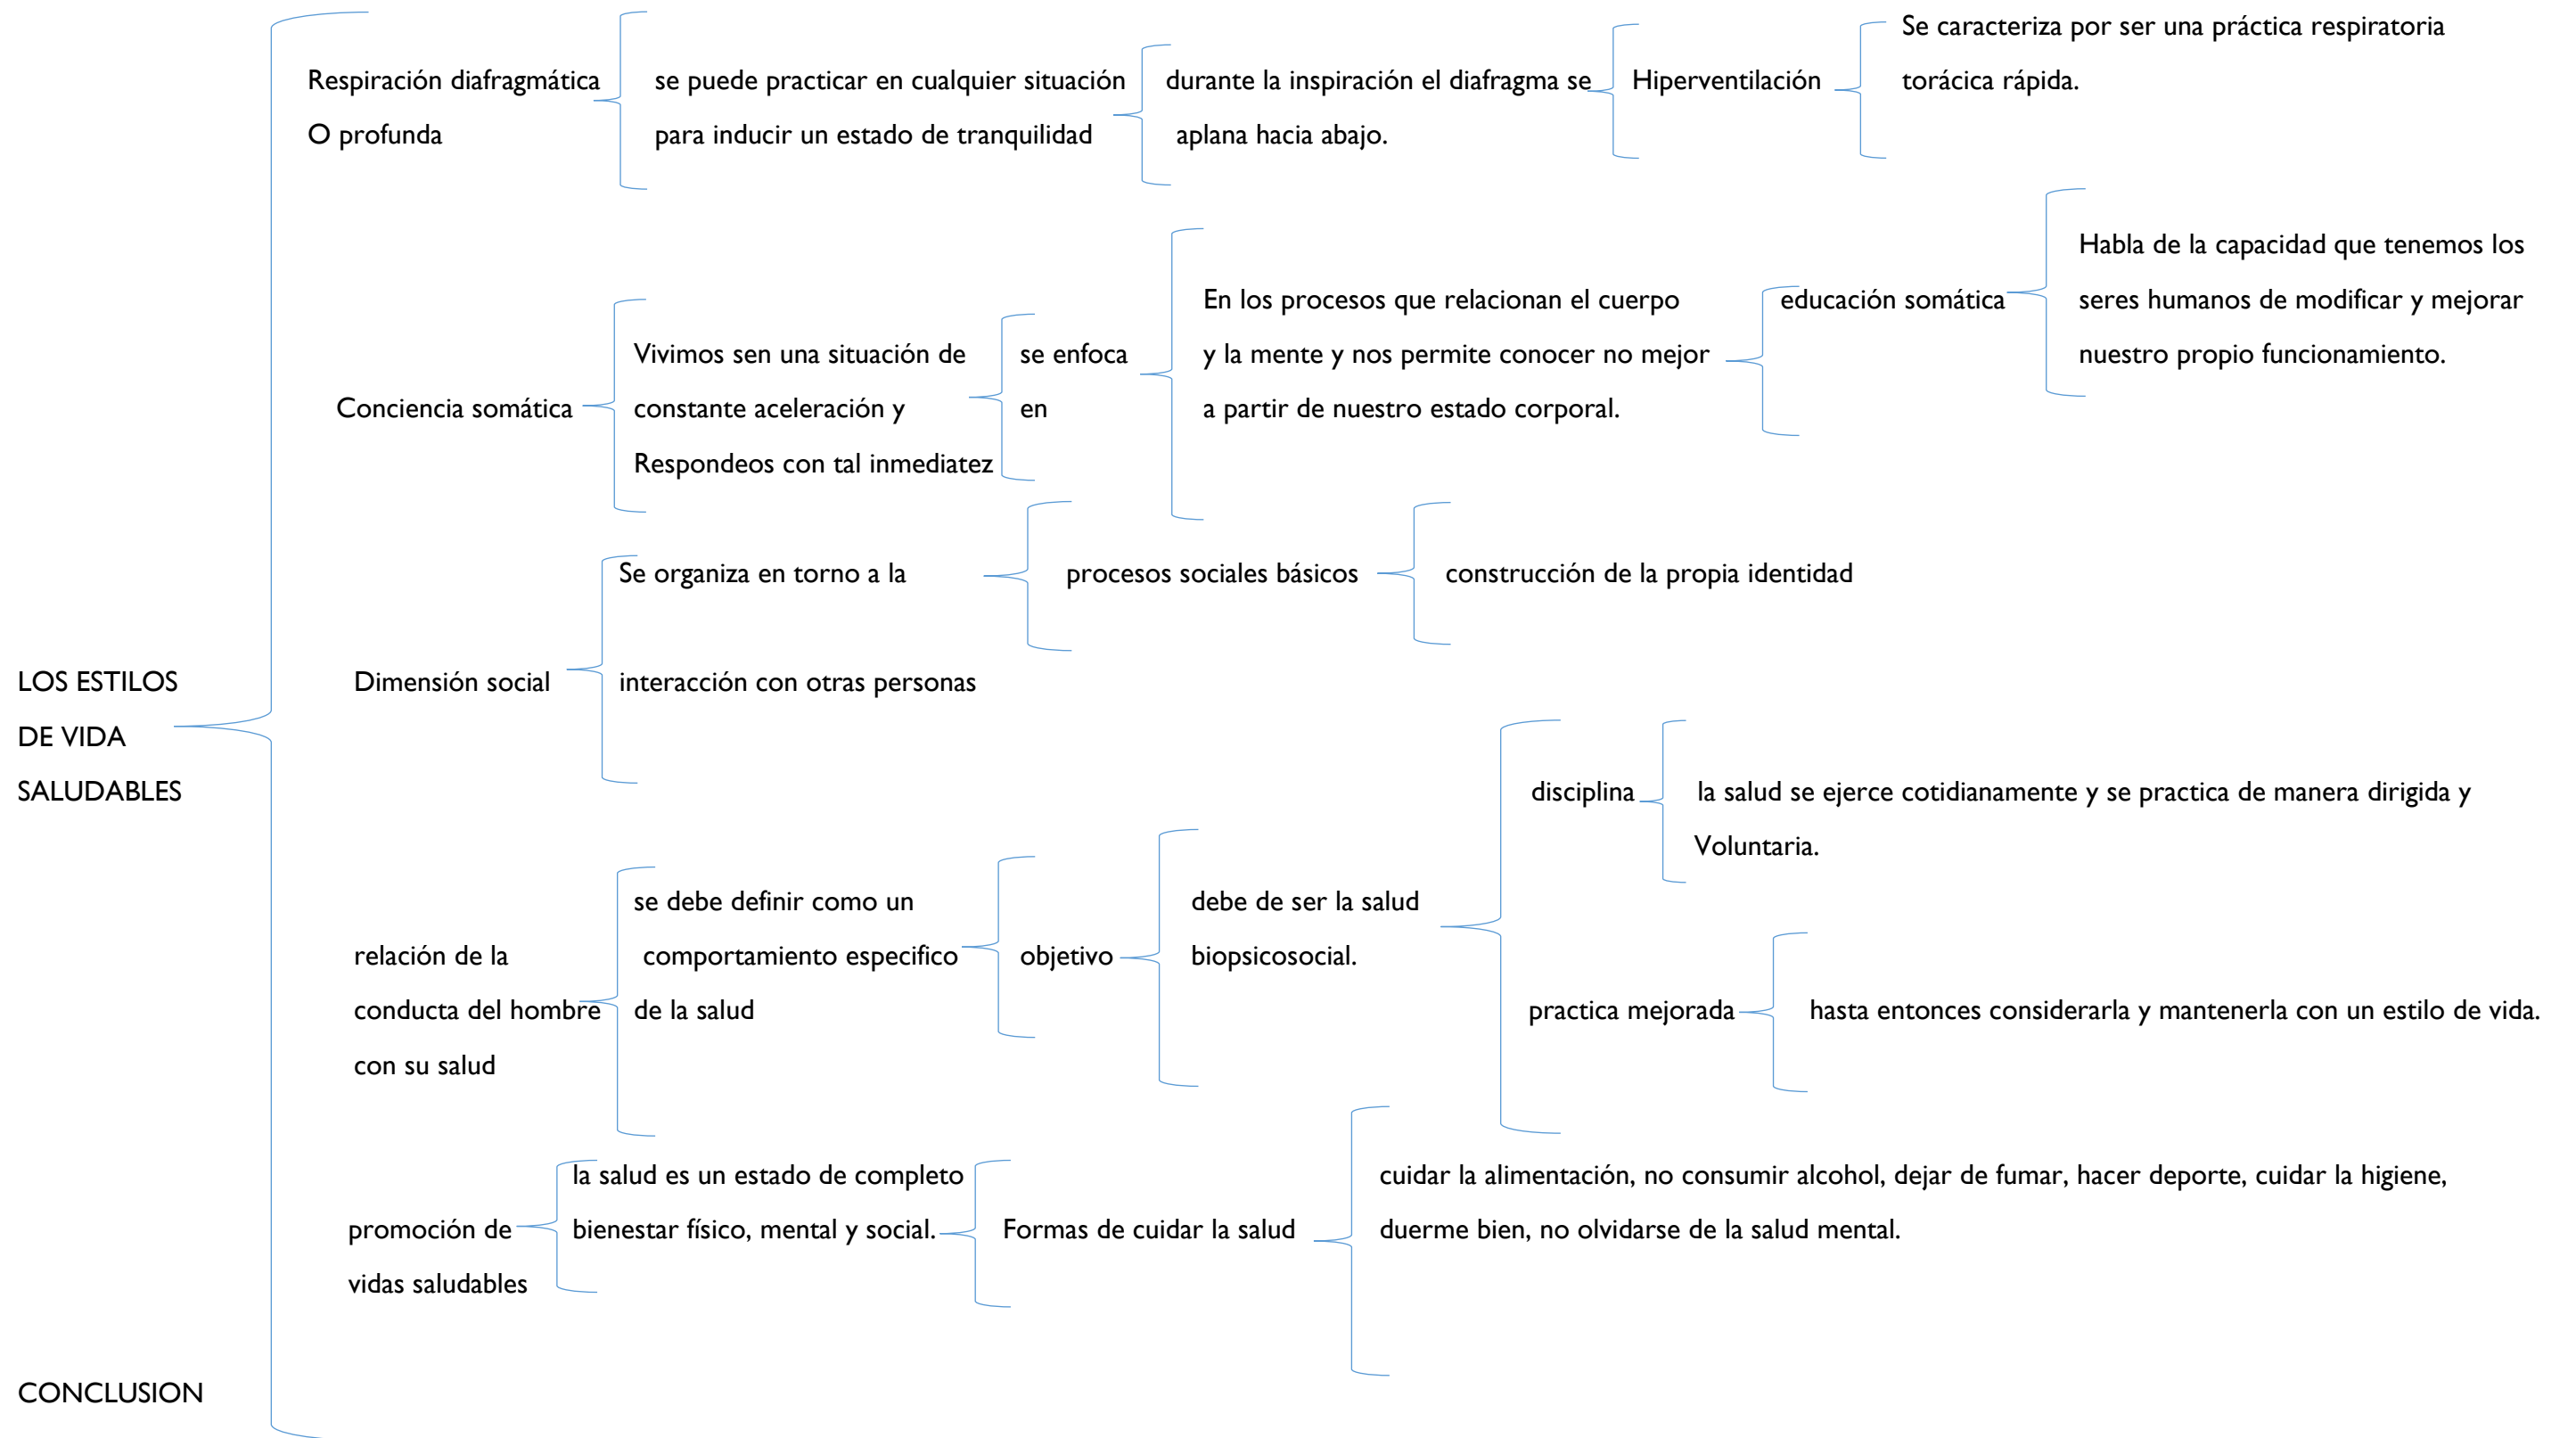 Respiración diafragmática
O profunda
se puede practicar en cualquier situación
para inducir un estado de tranquilidad
durante la inspiración el diafragma se
aplana hacia abajo.
Hiperventilación
Se caracteriza por ser una práctica respiratoria
torácica rápida.
Conciencia somática
Vivimos sen una situación de
constante aceleración y
Respondeos con tal inmediatez
se enfoca
en
En los procesos que relacionan el cuerpo
y la mente y nos permite conocer no mejor
a partir de nuestro estado corporal.
educación somática
Habla de la capacidad que tenemos los
seres humanos de modificar y mejorar
nuestro propio funcionamiento.
LOS ESTILOS
DE VIDA
SALUDABLES
Dimensión social
Se organiza en torno a la
interacción con otras personas
procesos sociales básicos
construcción de la propia identidad
relación de la
conducta del hombre
con su salud
se debe definir como un
comportamiento especifico
de la salud
objetivo
debe de ser la salud
biopsicosocial.
disciplina
la salud se ejerce cotidianamente y se practica de manera dirigida y
Voluntaria.
practica mejorada
hasta entonces considerarla y mantenerla con un estilo de vida.
promoción de
vidas saludables
la salud es un estado de completo
bienestar físico, mental y social.
Formas de cuidar la salud
cuidar la alimentación, no consumir alcohol, dejar de fumar, hacer deporte, cuidar la higiene,
duerme bien, no olvidarse de la salud mental.
CONCLUSION